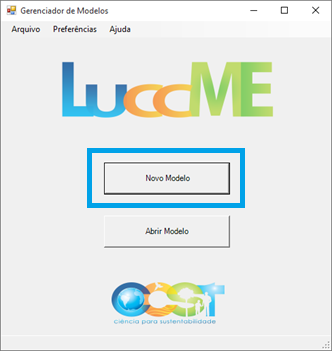 Gerenciador de Modelos
Arquivo Preferências Ajuda
LuccME
Novo Modelo
Abrir Modelo
CCST
ciência para sustentabilidade